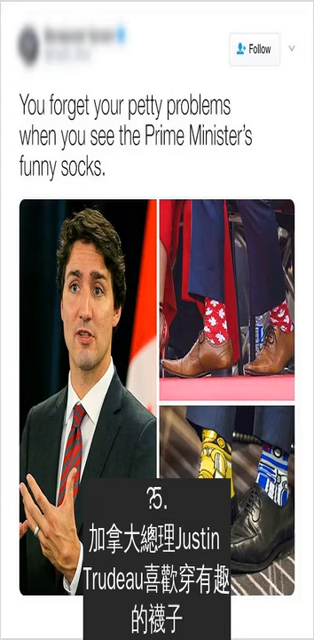 Follow
You forget your petty problems
when you see the Prime Minister's
funny socks.
25.
加拿大總理Justin
Trudeau喜歡穿有趣
的襪子